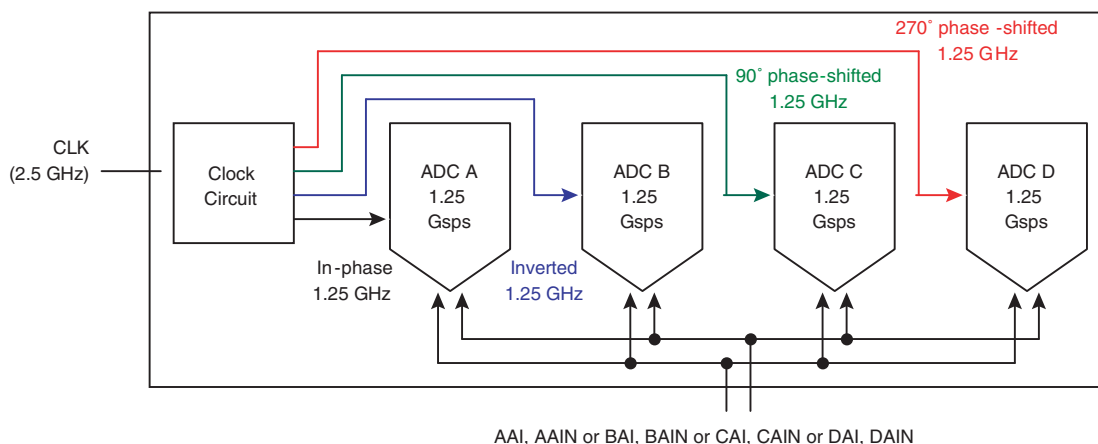 270° phase -shifted
1.25 GHz
90° phase-shifted
1.25 GHz
CLK
(2.5 GHz)
Clock
Circuit
ADC A
1.25
Gsps
ADC B
1.25
Gsps
ADC C
1.25
Gsps
ADC D
1.25
Gsps
In-phase
1.25 GHz
Inverted
1.25 GHz
AAI, AAIN or BAI, BAIN or CAI, CAIN or DAI, DAIN